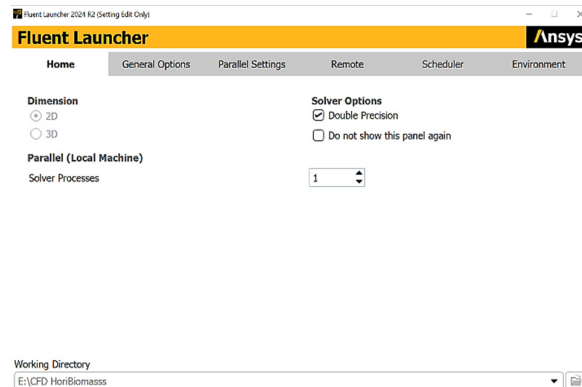 Fluent Launcher 2024 R2 (Setting Edit Only)
Fluent Launcher
Ansys
Home General Options Parallel Settings Remote Scheduler Environment
Dimension
2D
3D
Solver Options
Double Precision
Do not show this panel again
Parallel (Local Machine)
Solver Processes 1
Working Directory
E:\CFD HoriBiomasss